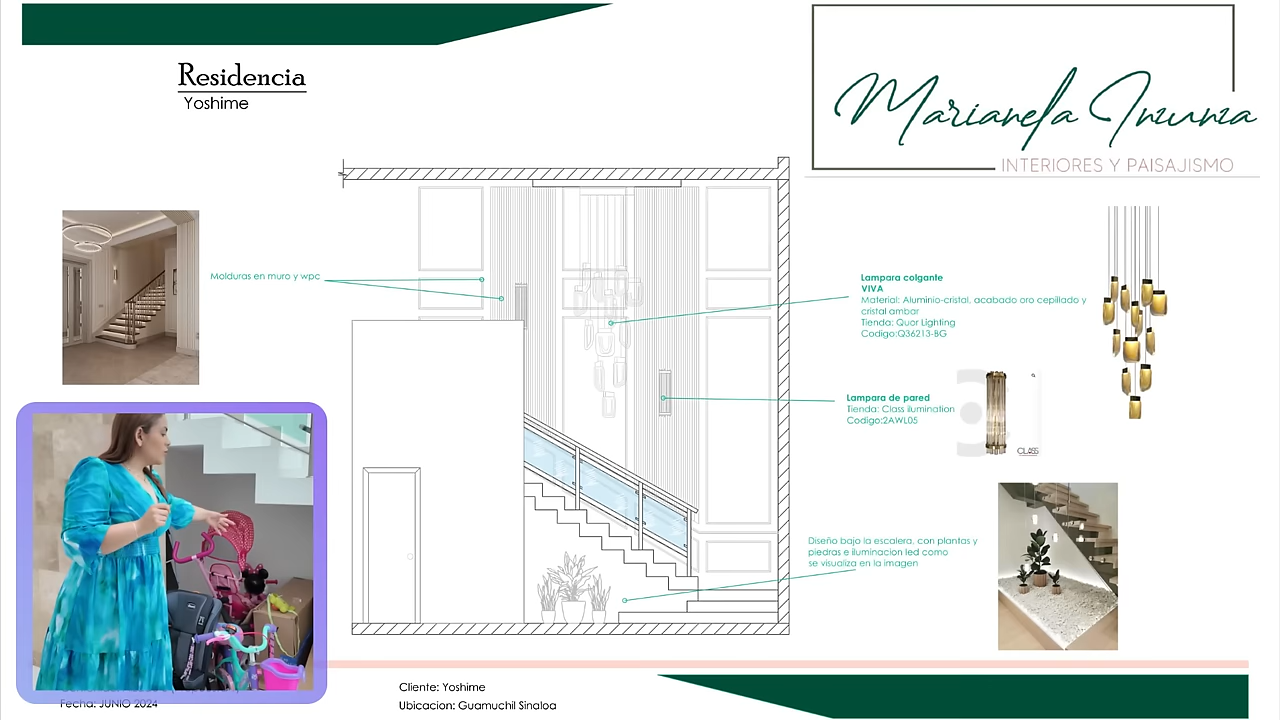 Residencia
Yoshime
Marianela Inzunza
INTERIORES Y PAISAJISMO
Molduras en muro y wpc
Lampara colgante
VIVA
Material: Aluminio-cristal, acabado oro cepillado y
cristal ambar
Tienda: Quor Lighting
Codigo:Q36213-BG
Lampara de pared
Tienda: Class ilumination
Codigo:2AWL05
CLASS
Diseño bajo la escalera, con plantas y
piedras e iluminacion led como
se visualiza en la imagen
Fecha: JUNIO 2024
Cliente: Yoshime
Ubicacion: Guamuchil Sinaloa